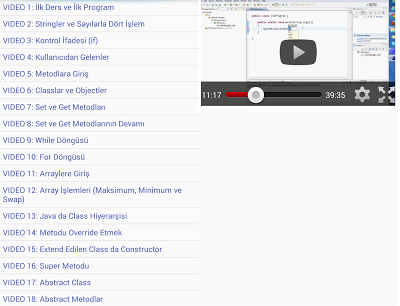 VIDEO 1: İlk Ders ve İlk Program
VIDEO 2: Stringler ve Sayılarla Dört İşlem
VIDEO 3: Kontrol İfadesi (if)
VIDEO 4: Kullanıcıdan Gelenler
VIDEO 5: Metodlara Giriş
VIDEO 6: Classlar ve Objectler
VIDEO 7: Set ve Get Metodları
VIDEO 8: Set ve Get Metodlarının Devamı
VIDEO 9: While Döngüsü
VIDEO 10: For Döngüsü
VIDEO 11: Arraylere Giriş
VIDEO 12: Array İşlemleri (Maksimum, Minimum ve
Swap)
VIDEO 13: Java da Class Hiyerarşisi
VIDEO 14: Metodu Override Etmek
VIDEO 15: Extend Edilen Class da Constructor
VIDEO 16: Super Metodu
VIDEO 17: Abstract Class
VIDEO 18: Abstract Metodlar
11:17
39:35